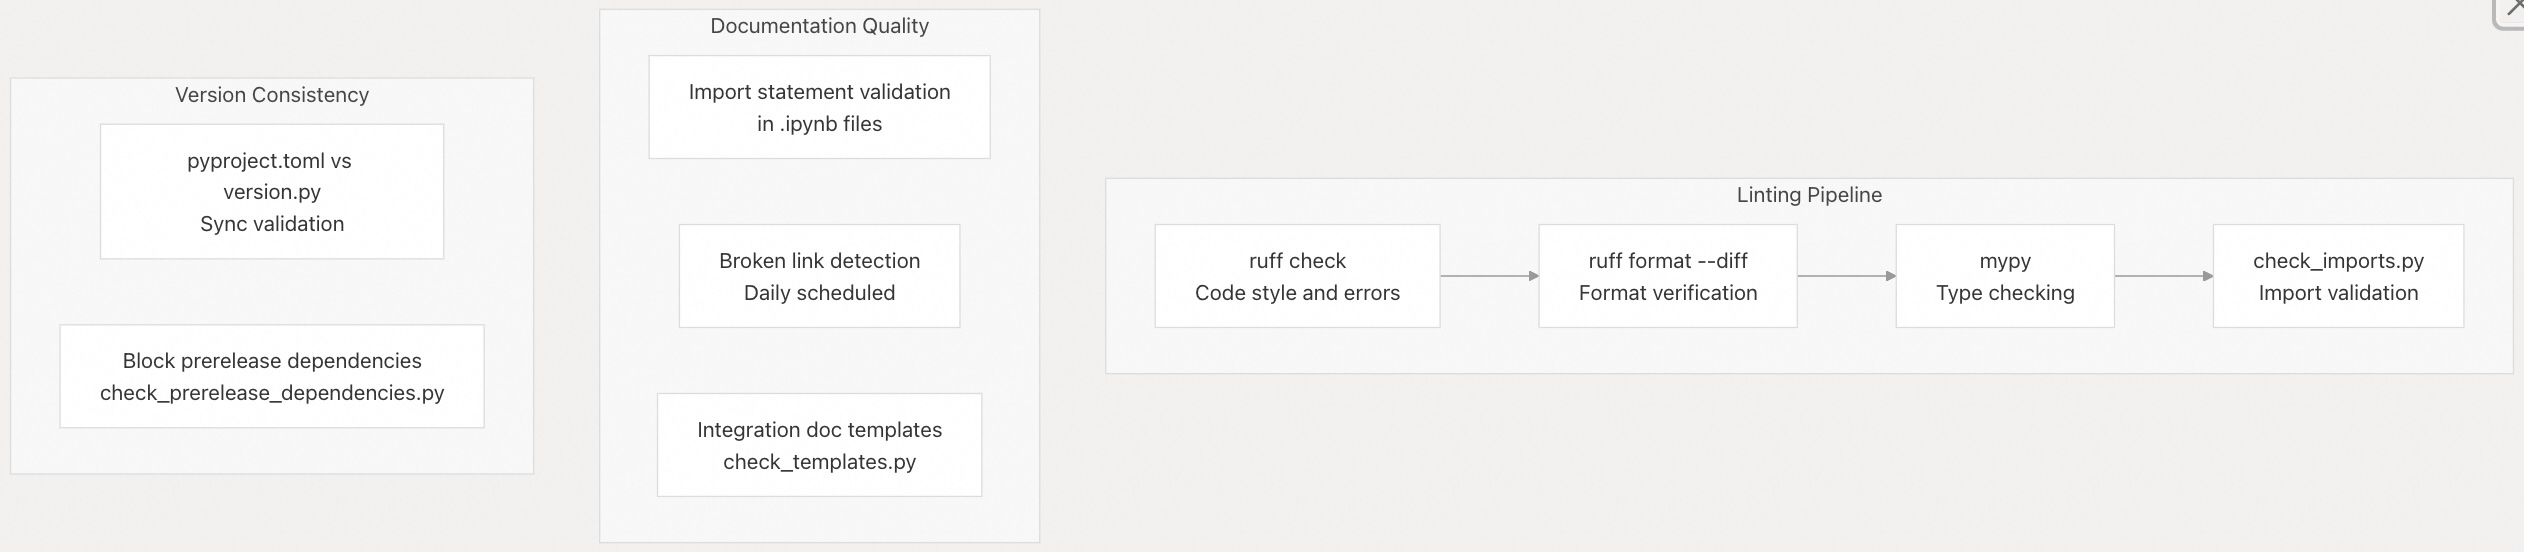 Version Consistency
pyproject.toml vs
version.py
Sync validation
Block prerelease dependencies
check_prerelease_dependencies.py
Documentation Quality
Import statement validation
in .ipynb files
Broken link detection
Daily scheduled
Integration doc templates
check_templates.py
Linting Pipeline
ruff check
Code style and errors
ruff format --diff
Format verification
mypy
Type checking
check_imports.py
Import validation